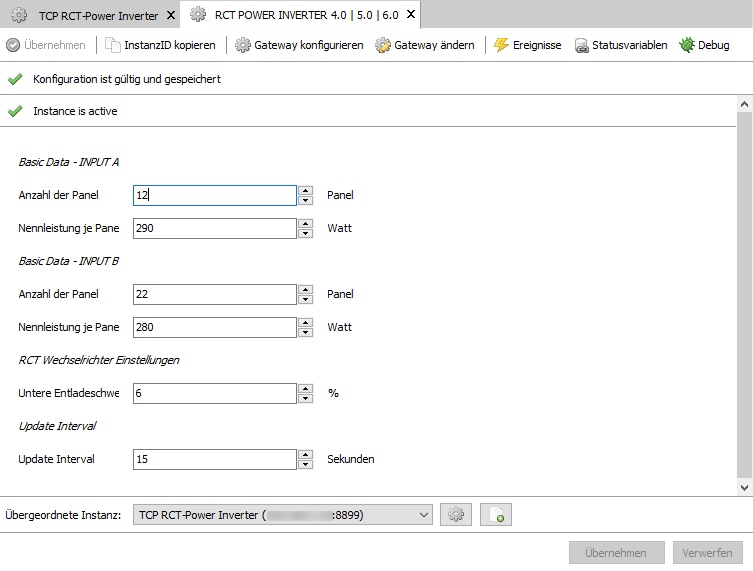 TCP RCT-Power Inverter X RCT POWER INVERTER 4.0 | 5.0 | 6.0 X
Übernehmen InstanzID kopieren Gateway konfigurieren Gateway ändern Ereignisse Statusvariablen Debug
Konfiguration ist gültig und gespeichert
Instance is active
Basic Data - INPUT A
Anzahl der Panel 12 Panel
Nennleistung je Pane 290 Watt
Basic Data - INPUT B
Anzahl der Panel 22 Panel
Nennleistung je Pane 280 Watt
RCT Wechselrichter Einstellungen
Untere Entladeschwe 6 %
Update Interval
Update Interval 15 Sekunden
Übergeordnete Instanz: TCP RCT-Power Inverter ( :8899)
Übernehmen Verwerfen